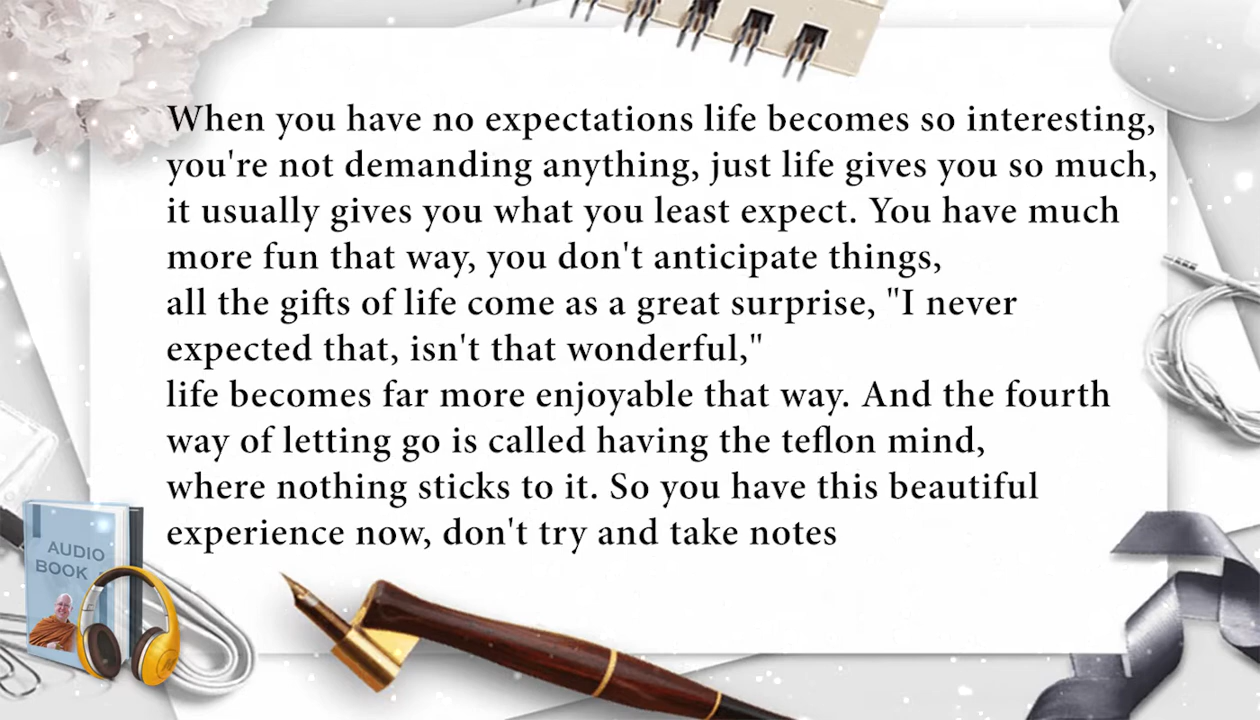 When you have no expectations life becomes so interesting,
you're not demanding anything, just life gives you so much,
it usually gives you what you least expect. You have much
more fun that way, you don't anticipate things,
all the gifts of life come as a great surprise, "I never
expected that, isn't that wonderful,"
life becomes far more enjoyable that way. And the fourth
way of letting go is called having the teflon mind,
where nothing sticks to it. So you have this beautiful
experience now, don't try and take notes
AUDIO
BOOK